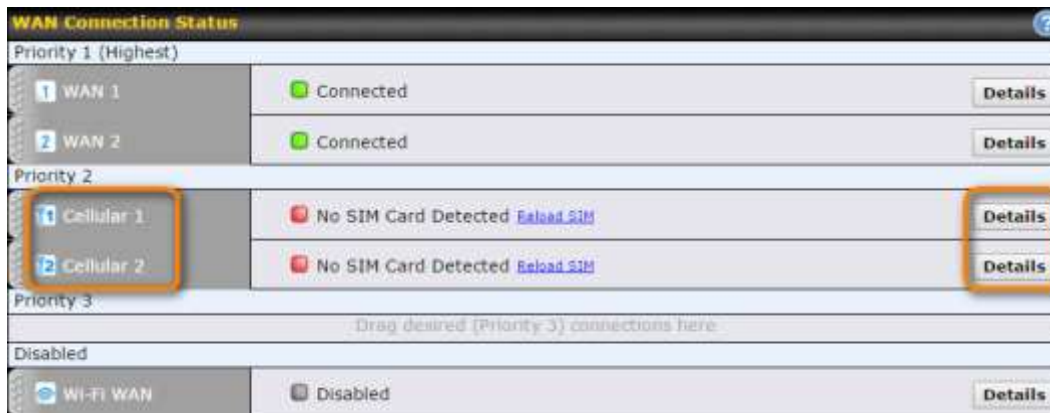 WAN Connection Status
?
Priority 1 (Highest)
1 WAN 1 Connected Details
2 WAN 2 Connected Details
Priority 2
1 Cellular 1 No SIM Card Detected Reload SIM Details
2 Cellular 2 No SIM Card Detected Reload SIM Details
Priority 3
Drag desired (Priority 3) connections here
Disabled
Wi-Fi WAN Disabled Details